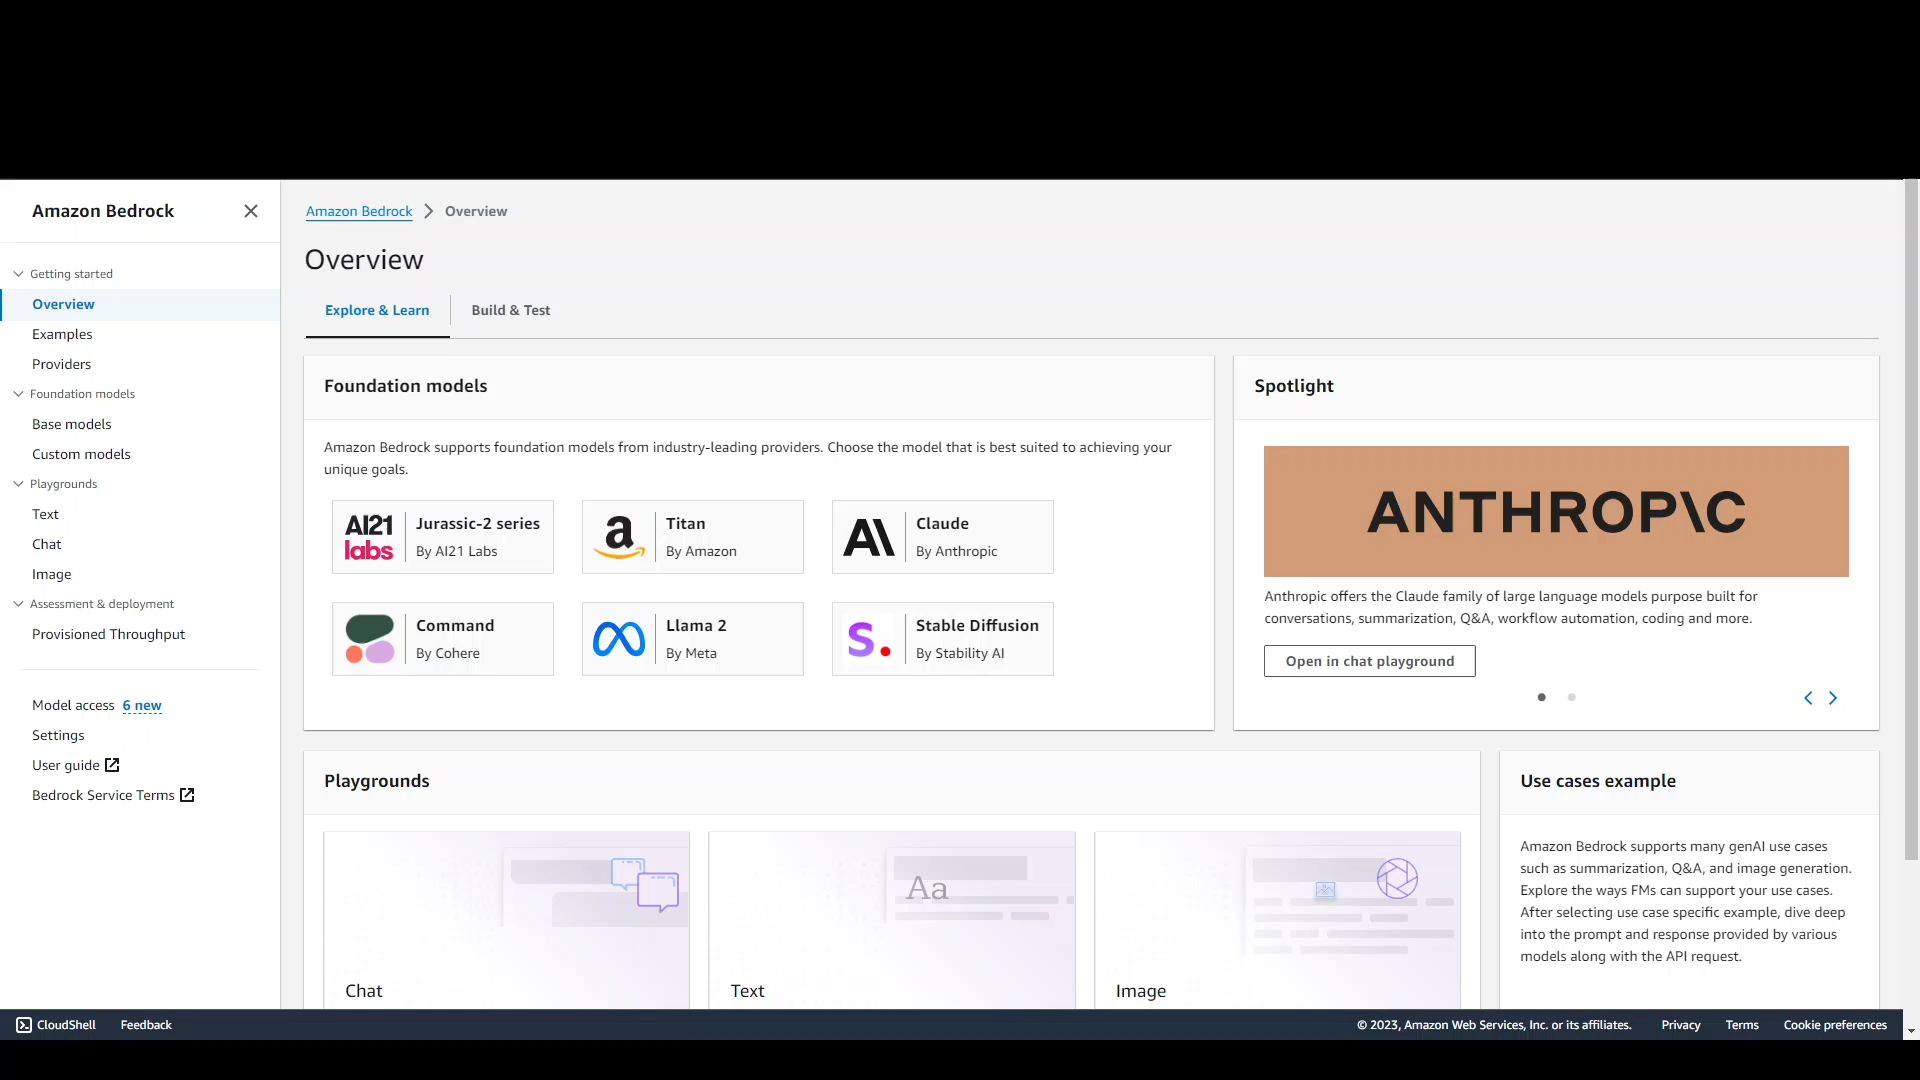 Amazon Bedrock
Getting started
Overview
Examples
Providers
Foundation models
Base models
Custom models
Playgrounds
Text
Chat
Image
Assessment & deployment
Provisioned Throughput
Model access 6 new
Settings
User guide
Bedrock Service Terms
Amazon Bedrock > Overview
Overview
Explore & Learn
Build & Test
Foundation models
Amazon Bedrock supports foundation models from industry-leading providers. Choose the model that is best suited to achieving your
unique goals.
AI21
labs
Jurassic-2 series
By AI21 Labs
Titan
By Amazon
Claude
By Anthropic
Command
By Cohere
Llama 2
By Meta
S.
Stable Diffusion
By Stability AI
Spotlight
ANTHROP\C
Anthropic offers the Claude family of large language models purpose built for
conversations, summarization, Q&A, workflow automation, coding and more.
Open in chat playground
Playgrounds
Chat
Aa
Text
Image
Use cases example
Amazon Bedrock supports many genAI use cases
such as summarization, Q&A, and image generation.
Explore the ways FMs can support your use cases.
After selecting use case specific example, dive deep
into the prompt and response provided by various
models along with the API request.
CloudShell
Feedback
© 2023, Amazon Web Services, Inc. or its affiliates.
Privacy
Terms
Cookie preferences